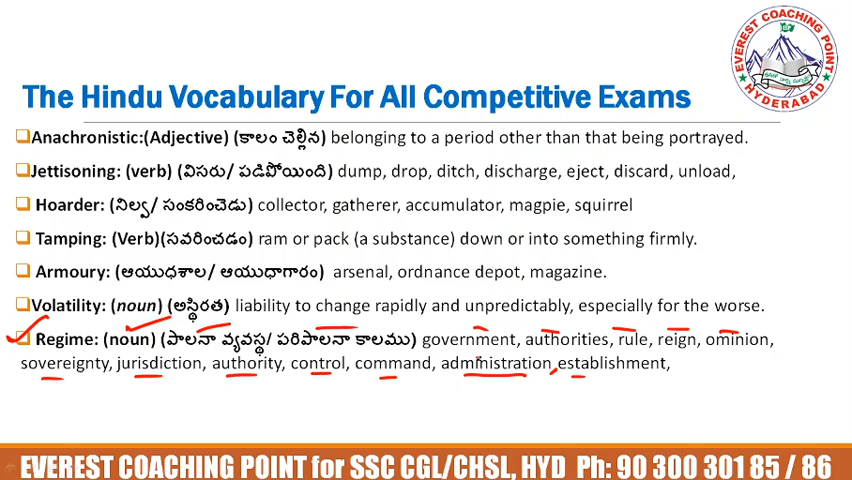 EVEREST COACHING POINT
HYDERABAD
The Hindu Vocabulary For All Competitive Exams
Anachronistic:(Adjective) (కాలం చెల్లిన) belonging to a period other than that being portrayed.
Jettisoning: (verb) (విసరు/ పడిపోయింది) dump, drop, ditch, discharge, eject, discard, unload,
Hoarder: (నిల్వ/ సంకరించెడు) collector, gatherer, accumulator, magpie, squirrel
Tamping: (Verb)(సవరించడం) ram or pack (a substance) down or into something firmly.
Armoury: (ఆయుధశాల/ ఆయుధాగారం) arsenal, ordnance depot, magazine.
Volatility: (noun) (అస్థిరత) liability to change rapidly and unpredictably, especially for the worse.
Regime: (noun) (పాలనా వ్యవస్థ/ పరిపాలనా కాలము) government, authorities, rule, reign, ominion,
sovereignty, jurisdiction, authority, control, command, administration,establishment,
EVEREST COACHING POINT for SSC CGL/CHSL, HYD Ph: 90 300 301 85 / 86